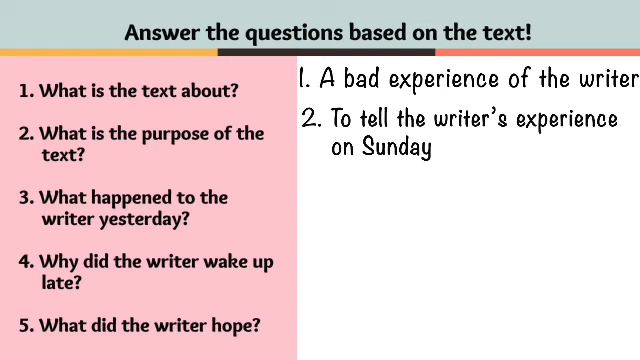 Answer the questions based on the text!
1. What is the text about?
2. What is the purpose of the
text?
3. What happened to the
writer yesterday?
4. Why did the writer wake up
late?
5. What did the writer hope?
1. A bad experience of the writer
2. To tell the writer's experience
on Sunday